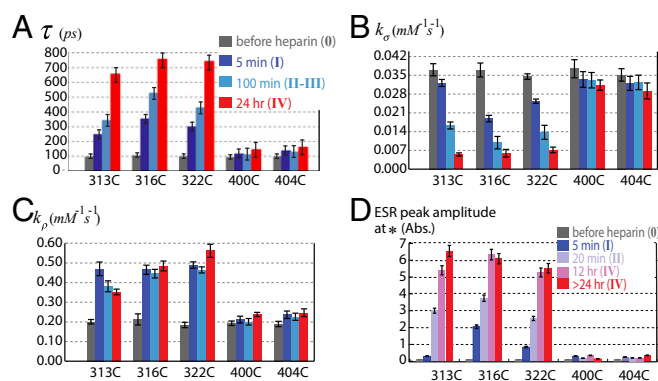 A τ (ps)
800
700
600
500
400
300
200
100
0
before heparin (0)
5 min (I)
100 min (II-III)
24 hr (IV)
313C 316C 322C 400C 404C
B kσ(mM⁻¹s⁻¹)
0.042
0.035
0.028
0.021
0.014
0.007
0.000
313C 316C 322C 400C 404C
C kρ(mM⁻¹s⁻¹)
0.60
0.50
0.40
0.30
0.20
0.10
0.00
313C 316C 322C 400C 404C
D ESR peak amplitude
at * (Abs.)
7
6
5
4
3
2
1
0
before heparin (0)
5 min (I)
20 min (II)
12 hr (IV)
>24 hr (IV)
313C 316C 322C 400C 404C